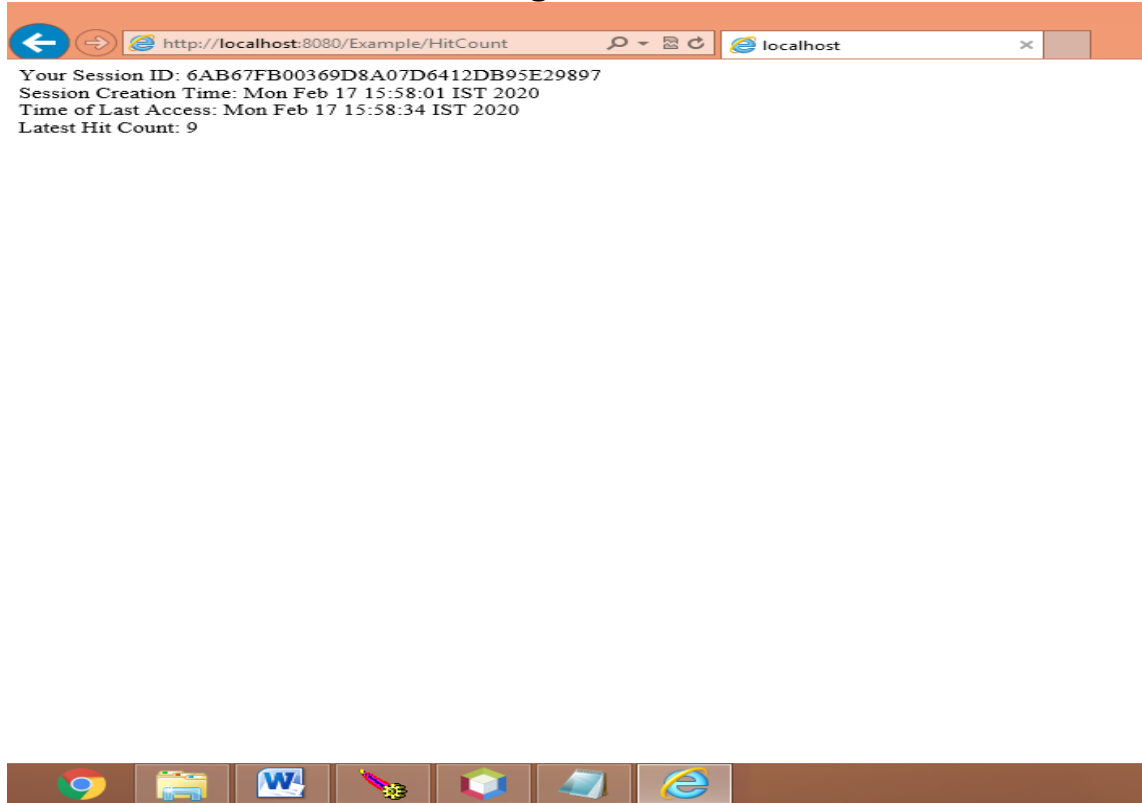 http://localhost:8080/Example/HitCount
localhost
Your Session ID: 6AB67FB00369D8A07D6412DB95E29897
Session Creation Time: Mon Feb 17 15:58:01 IST 2020
Time of Last Access: Mon Feb 17 15:58:34 IST 2020
Latest Hit Count: 9
W